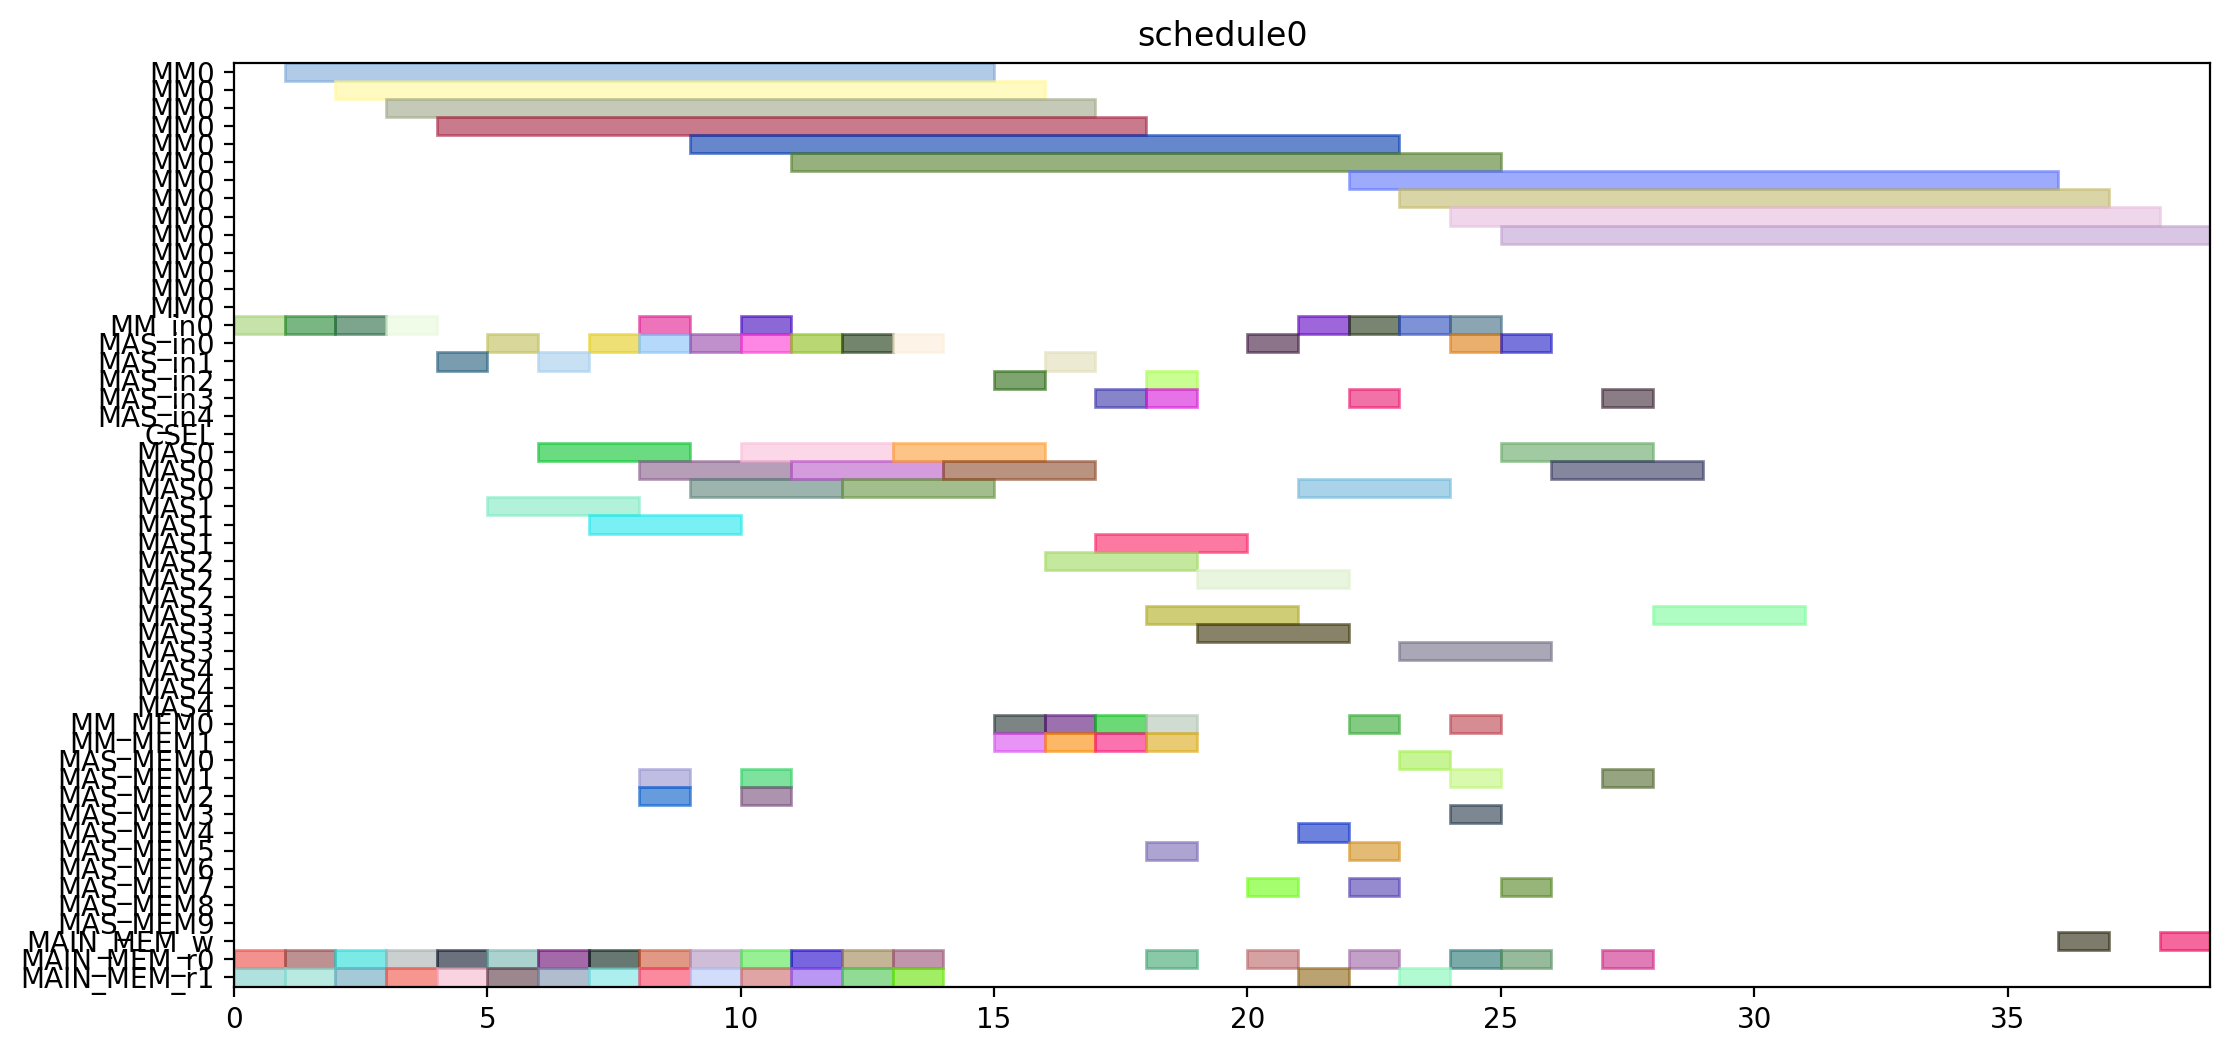 schedule0
MM0
MM0
MM0
MM0
MM0
MM0
MM0
MM0
MM0
MM0
MM0
MM0
MM0
MM0
MM_in0
MAS_in0
MAS_in1
MAS_in2
MAS_in3
MAS_in4
CSEL
MAS0
MAS0
MAS0
MAS1
MAS1
MAS1
MAS2
MAS2
MAS2
MAS3
MAS3
MAS3
MAS4
MAS4
MAS4
MM_MEM0
MM_MEM1
MAS_MEM0
MAS_MEM1
MAS_MEM2
MAS_MEM3
MAS_MEM4
MAS_MEM5
MAS_MEM6
MAS_MEM7
MAS_MEM8
MAS_MEM9
MAIN_MEM_w
MAIN_MEM_r0
MAIN_MEM_r1
0 5 10 15 20 25 30 35